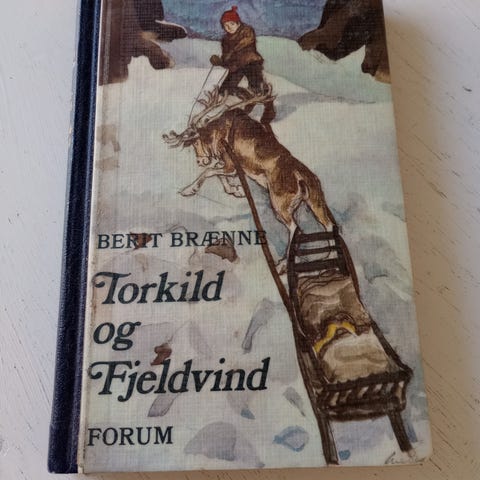 BERIT BRÆNNE
Torkild
og
Fjeldvind
FORUM